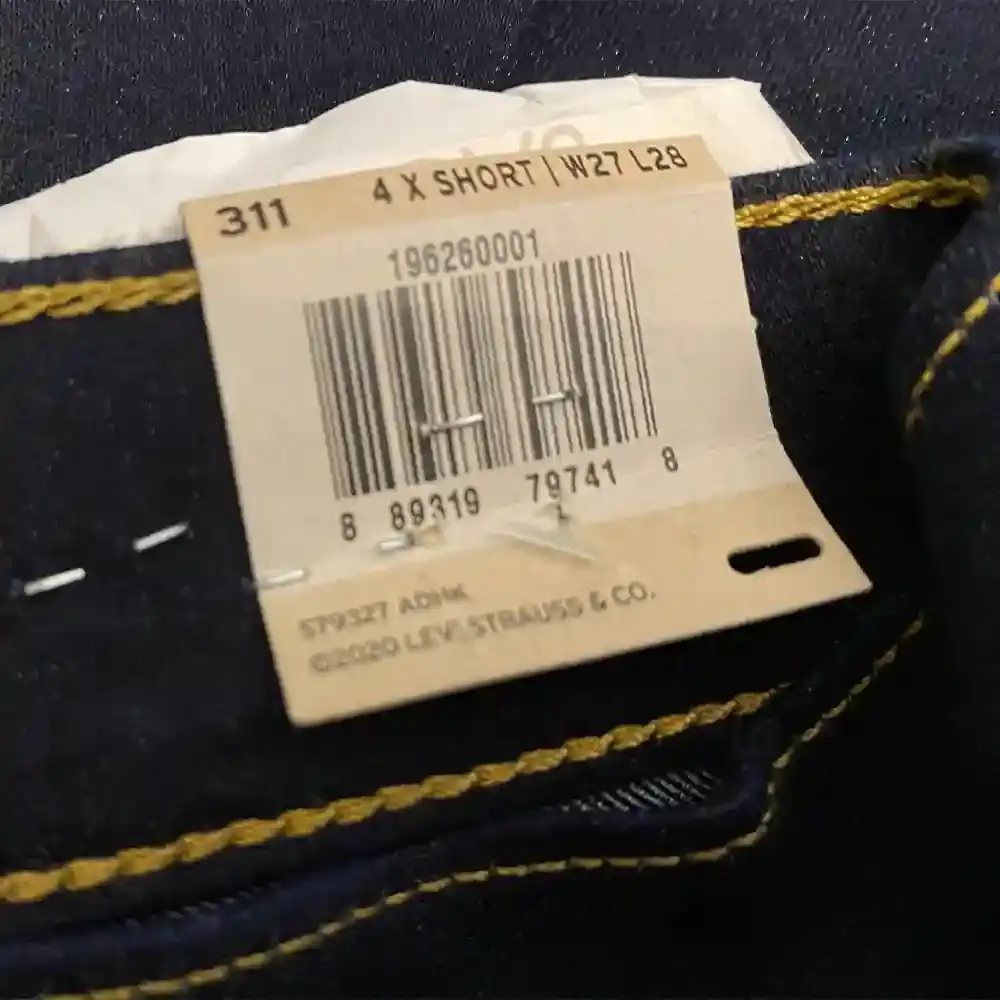 311 4 X SHORT | W27 L28
196260001
8 89319 79741 8
579327 ADHK
©2020 LEVI STRAUSS & CO.